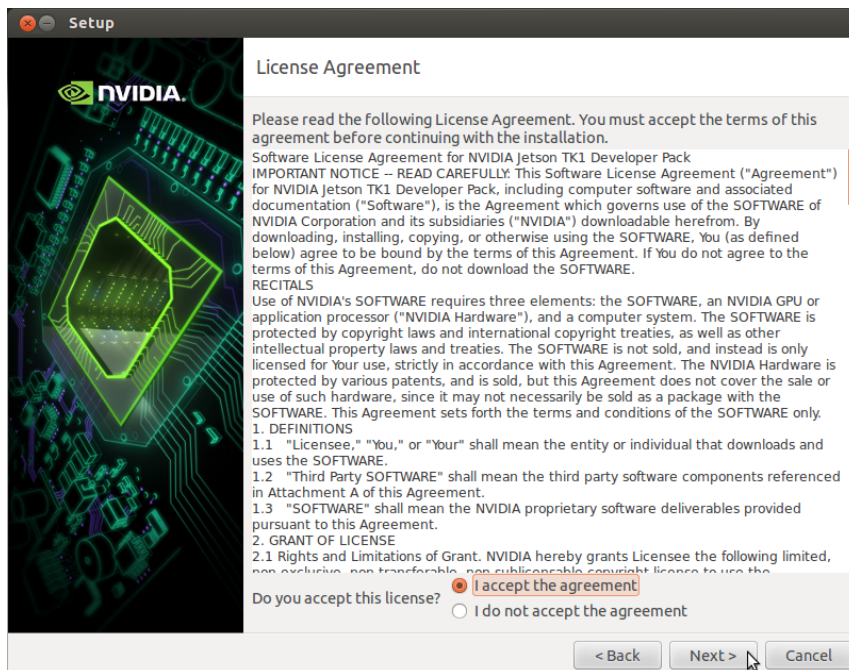 Setup
NVIDIA.
License Agreement
Please read the following License Agreement. You must accept the terms of this
agreement before continuing with the installation.
Software License Agreement for NVIDIA Jetson TK1 Developer Pack
IMPORTANT NOTICE -- READ CAREFULLY: This Software License Agreement ("Agreement")
for NVIDIA Jetson TK1 Developer Pack, including computer software and associated
documentation ("Software"), is the Agreement which governs use of the SOFTWARE of
NVIDIA Corporation and its subsidiaries ("NVIDIA") downloadable herefrom. By
downloading, installing, copying, or otherwise using the SOFTWARE, You (as defined
below) agree to be bound by the terms of this Agreement. If You do not agree to the
terms of this Agreement, do not download the SOFTWARE.
RECITALS
Use of NVIDIA's SOFTWARE requires three elements: the SOFTWARE, an NVIDIA GPU or
application processor ("NVIDIA Hardware"), and a computer system. The SOFTWARE is
protected by copyright laws and international copyright treaties, as well as other
intellectual property laws and treaties. The SOFTWARE is not sold, and instead is only
licensed for Your use, strictly in accordance with this Agreement. The NVIDIA Hardware is
protected by various patents, and is sold, but this Agreement does not cover the sale or
use of such hardware, since it may not necessarily be sold as a package with the
SOFTWARE. This Agreement sets forth the terms and conditions of the SOFTWARE only.
1. DEFINITIONS
1.1 "Licensee," "You," or "Your" shall mean the entity or individual that downloads and
uses the SOFTWARE.
1.2 "Third Party SOFTWARE" shall mean the third party software components referenced
in Attachment A of this Agreement.
1.3 "SOFTWARE" shall mean the NVIDIA proprietary software deliverables provided
pursuant to this Agreement.
2. GRANT OF LICENSE
2.1 Rights and Limitations of Grant. NVIDIA hereby grants Licensee the following limited,
non-exclusive, non-transferable, non-sublicensable copyright license to use the
Do you accept this license?
I accept the agreement
I do not accept the agreement
< Back
Next >
Cancel